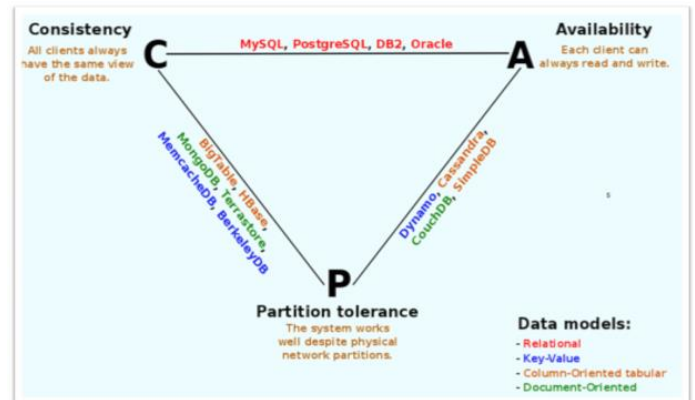 Consistency
All clients always
have the same view
of the data.
C
MySQL, PostgreSQL, DB2, Oracle
A
Availability
Each client can
always read and write.
BigTable, HBase,
MongoDB, Terrastore,
MemcacheDB, BerkeleyDB
Dynamo, Cassandra,
CouchDB, SimpleDB
P
Partition tolerance
The system works
well despite physical
network partitions.
Data models:
- Relational
- Key-Value
- Column-Oriented tabular
- Document-Oriented